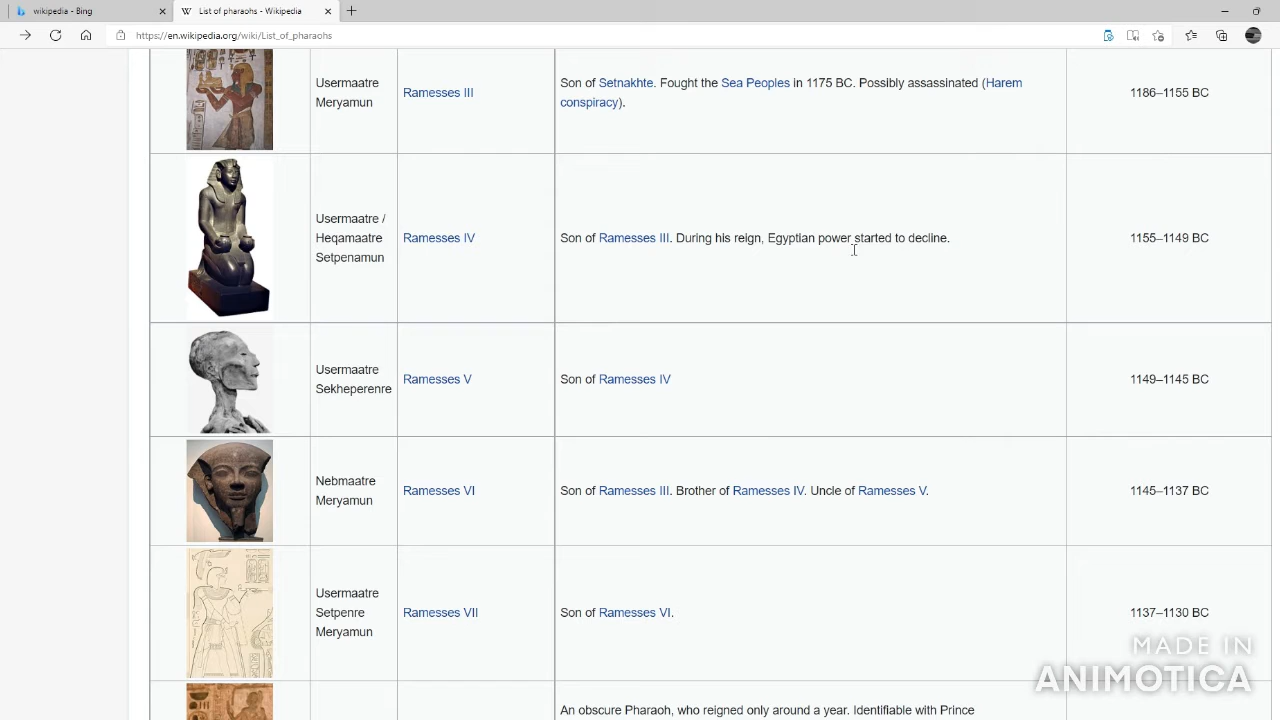 wikipedia - Bing
List of pharaohs - Wikipedia
https://en.wikipedia.org/wiki/List_of_pharaohs
Usermaatre
Meryamun
Ramesses III
Son of Setnakhte. Fought the Sea Peoples in 1175 BC. Possibly assassinated (Harem
conspiracy).
1186–1155 BC
Usermaatre /
Heqamaatre
Setpenamun
Ramesses IV
Son of Ramesses III. During his reign, Egyptian power started to decline.
1155–1149 BC
Usermaatre
Sekheperenre
Ramesses V
Son of Ramesses IV
1149–1145 BC
Nebmaatre
Meryamun
Ramesses VI
Son of Ramesses III. Brother of Ramesses IV. Uncle of Ramesses V.
1145–1137 BC
Usermaatre
Setpenre
Meryamun
Ramesses VII
Son of Ramesses VI.
1137–1130 BC
An obscure Pharaoh, who reigned only around a year. Identifiable with Prince
MADE IN
ANIMOTICA